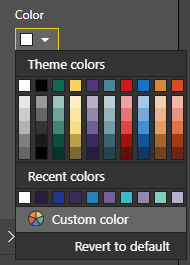 Color
Theme colors
Recent colors
Custom color
Revert to default